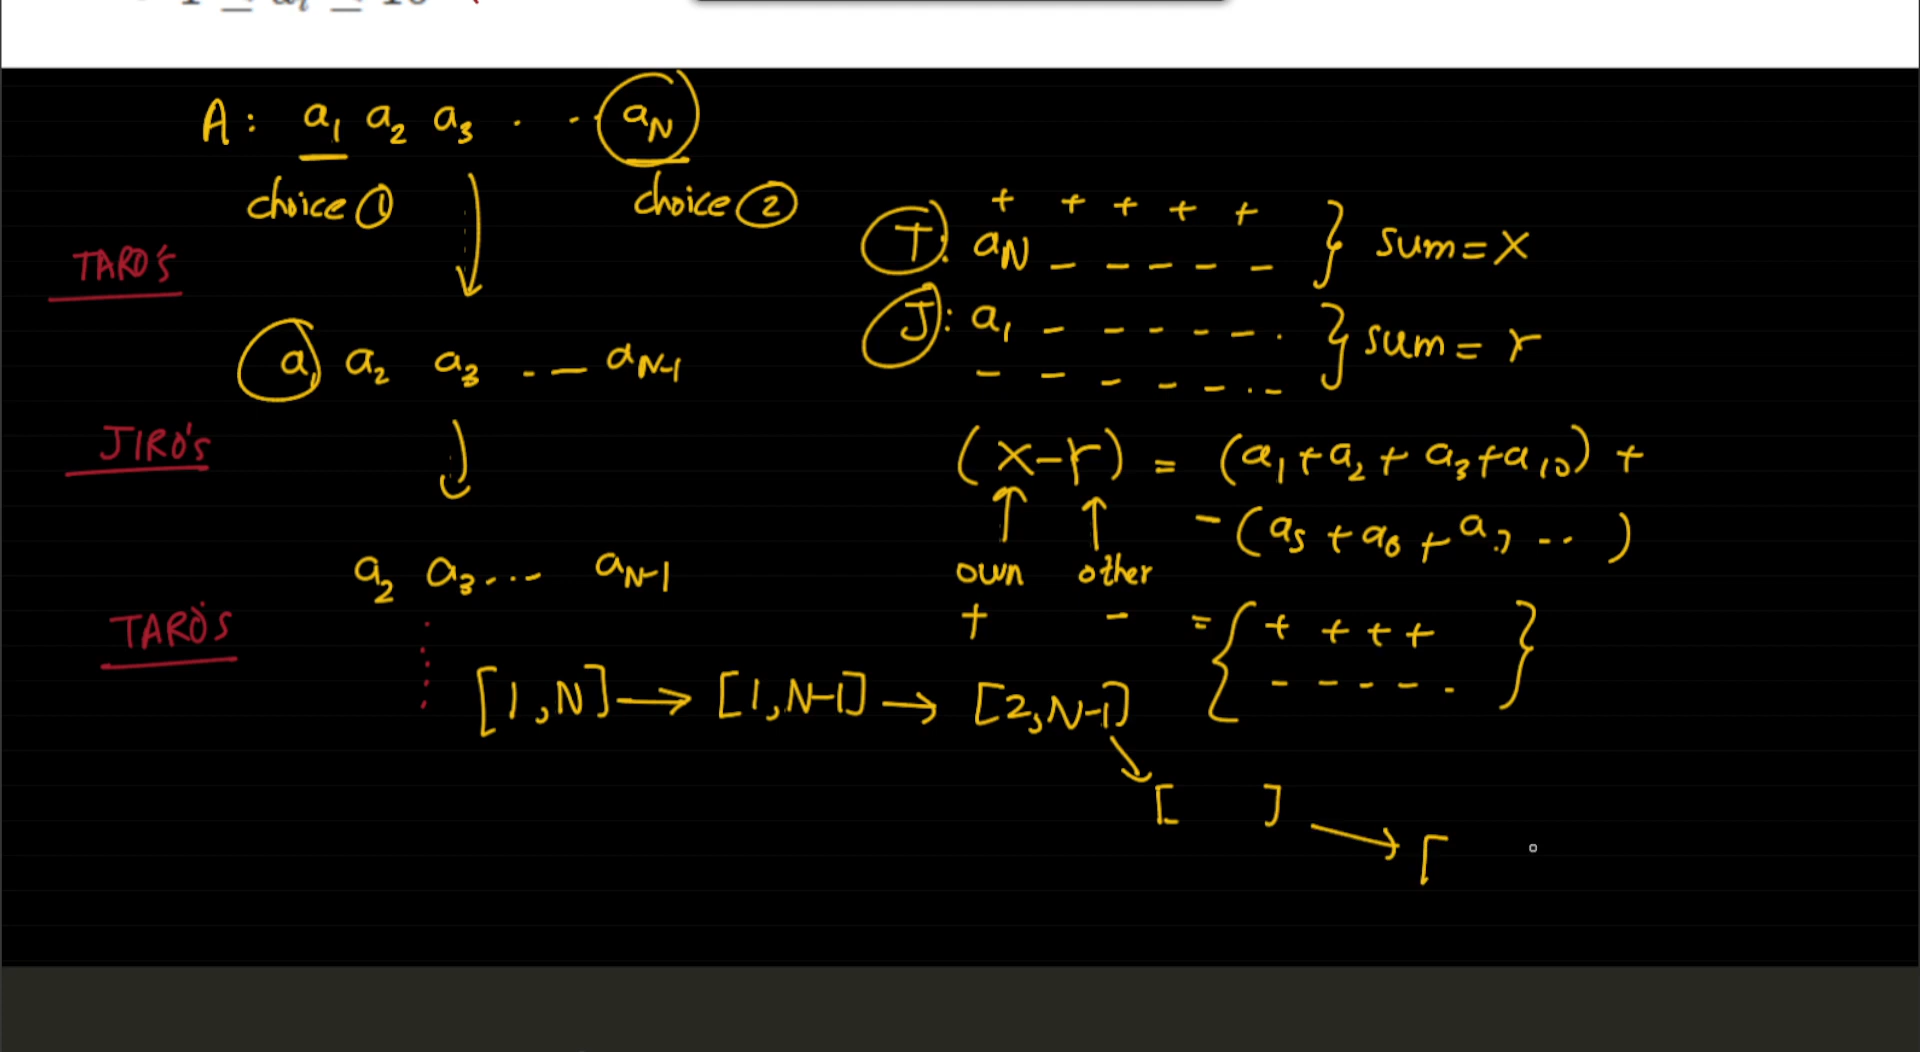 A: a1 a2 a3 . .. aN
choice ① choice ②
TARO's
a1 a2 a3 .. — aN-1
JIRO's
a2 a3 ... aN-1
TARO's
+ + + + +
T: aN – – – – – } sum = X
J: a1 – – – – – . } sum = Y
– – – – – . . –
(X-Y) = (a1 + a2 + a3 + a10) +
- (a5 + a6 + a7 .. )
own other
+ -
= { + + + +
– – – – . }
[1, N] → [1, N-1] → [2, N-1]
[ ] → [